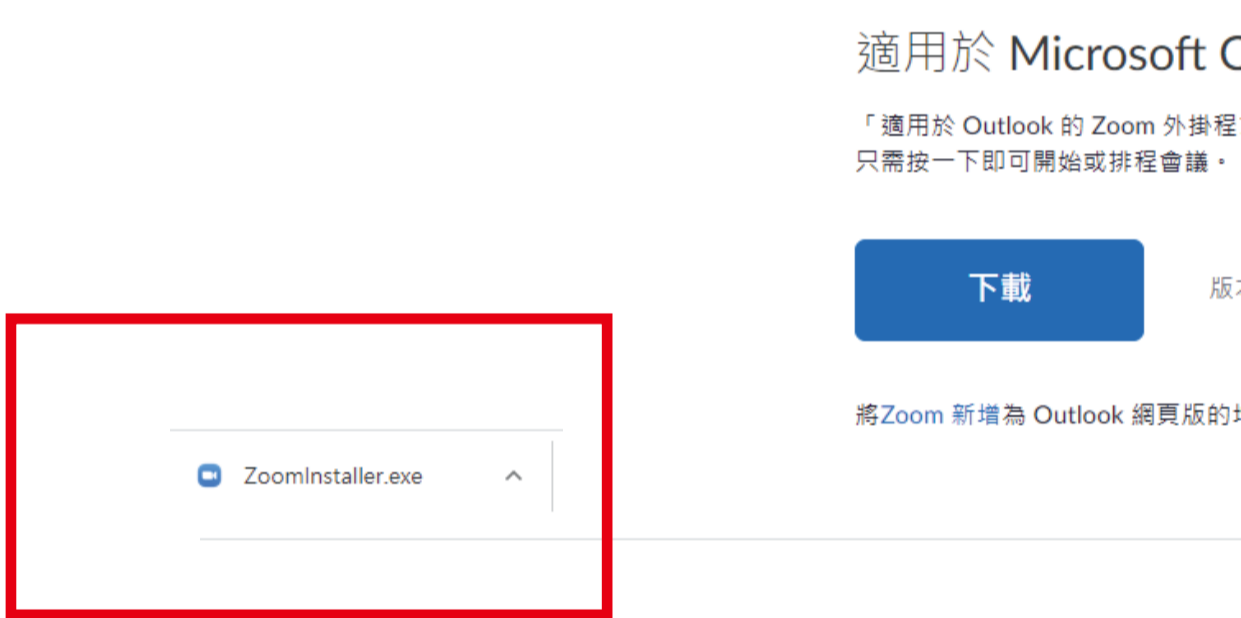 適用於 Microsoft
「適用於 Outlook 的 Zoom 外掛程
只需按一下即可開始或排程會議。
下載
版
將Zoom 新增為 Outlook 網頁版的
ZoomInstaller.exe